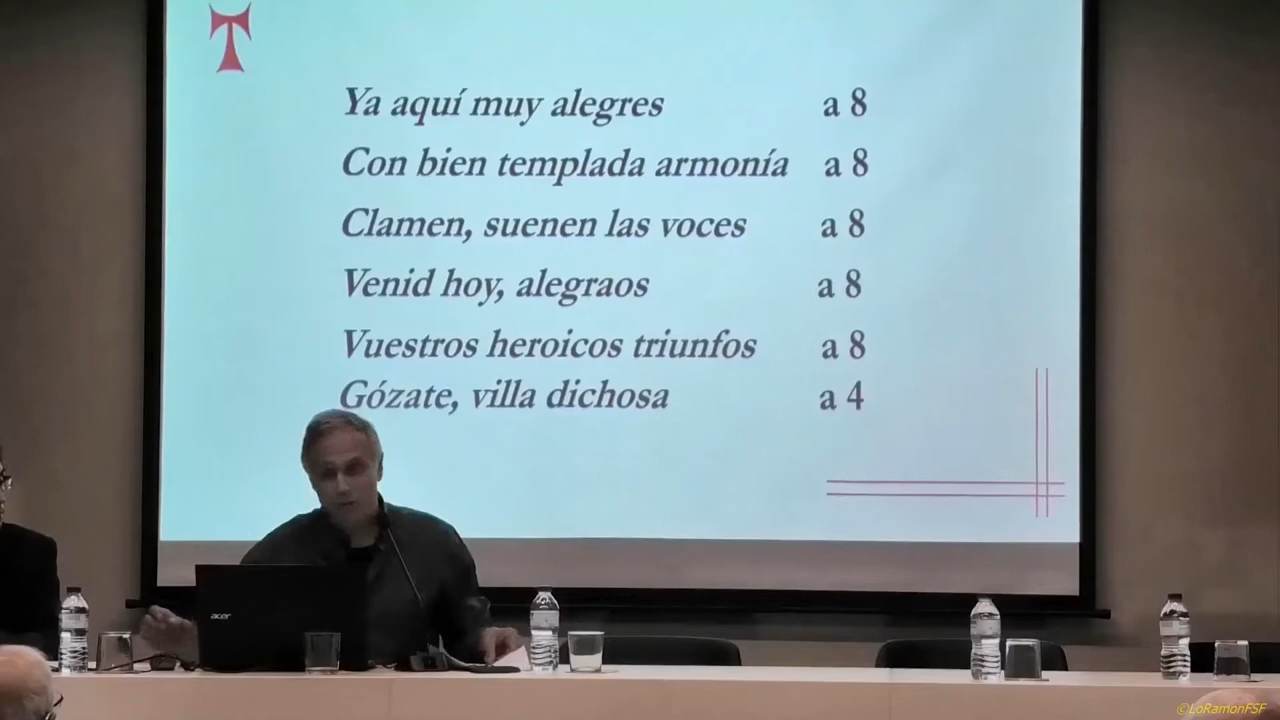 Ya aquí muy alegres a 8
Con bien templada armonía a 8
Clamen, suenen las voces a 8
Venid hoy, alegraos a 8
Vuestros heroicos triunfos a 8
Gózate, villa dichosa a 4
acer
©LoRamonFSF